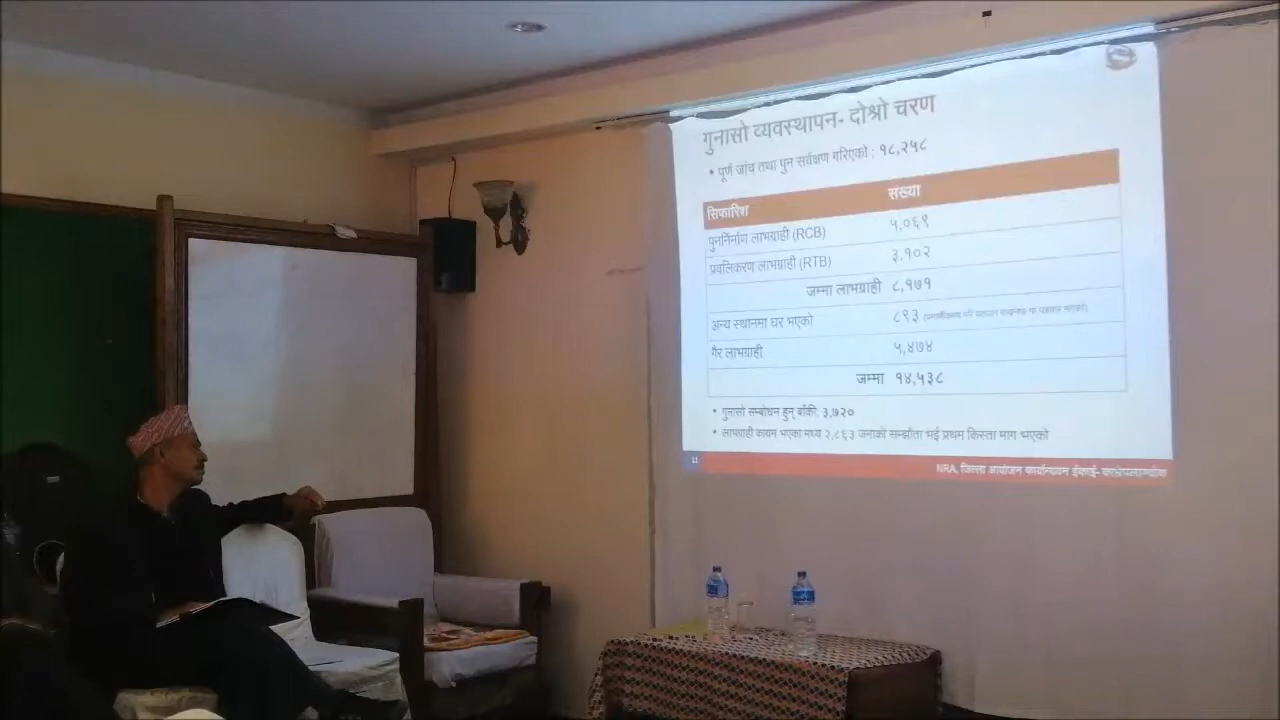 गुनासो व्यवस्थापन- दोश्रो चरण
• पूर्ण जांच तथा पुन सर्वेक्षण गरिएको : १८,२५८
सिफारिश संख्या
पुनर्निर्माण लाभग्राही (RCB) ५,०६९
प्रवलिकरण लाभग्राही (RTB) ३,१०२
जम्मा लाभग्राही ८,१७१
अन्य स्थानमा घर भएको ८९३
गैर लाभग्राही ५,४७४
जम्मा १४,५३८
• गुनासो सम्बोधन हुन् बाँकी: ३,७२०
• लाभग्राही कायम भएका मध्य २,८६३ जनाको सम्झौता भई प्रथम किस्ता माग भएको
NRA, जिल्ला आयोजना कार्यान्वयन ईकाई- काभ्रेपलाञ्चोक